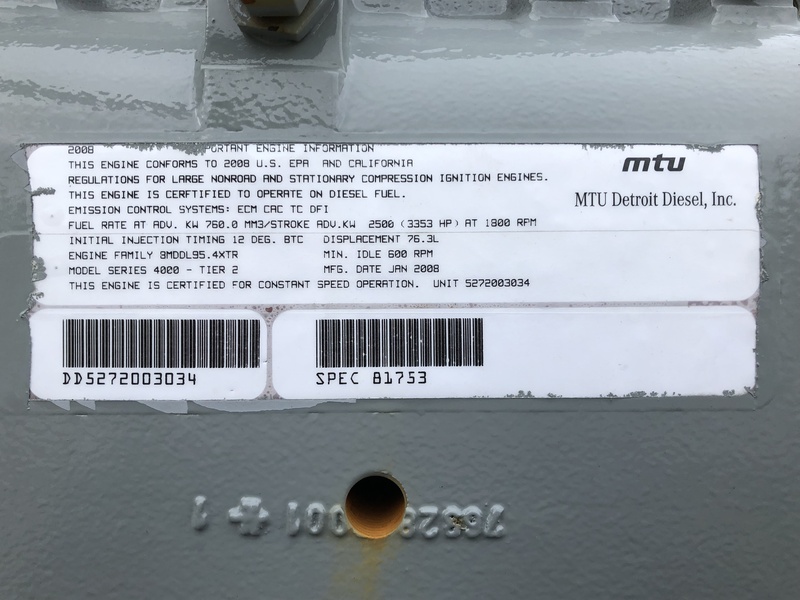 2008 PORTANT ENGINE INFORMATION
THIS ENGINE CONFORMS TO 2008 U.S. EPA AND CALIFORNIA
REGULATIONS FOR LARGE NONROAD AND STATIONARY COMPRESSION IGNITION ENGINES.
THIS ENGINE IS CERFTIFIED TO OPERATE ON DIESEL FUEL.
EMISSION CONTROL SYSTEMS: ECM CAC TC DFI
FUEL RATE AT ADV. KW 760.0 MM3/STROKE ADV.KW 2500 (3353 HP) AT 1800 RPM
INITIAL INJECTION TIMING 12 DEG. BTC DISPLACEMENT 76.3L
ENGINE FAMILY 8MDDL95.4XTR MIN. IDLE 600 RPM
MODEL SERIES 4000 - TIER 2 MFG. DATE JAN 2008
THIS ENGINE IS CERTIFIED FOR CONSTANT SPEED OPERATION. UNIT 5272003034
mtu
MTU Detroit Diesel, Inc.
DD5272003034
SPEC 81753